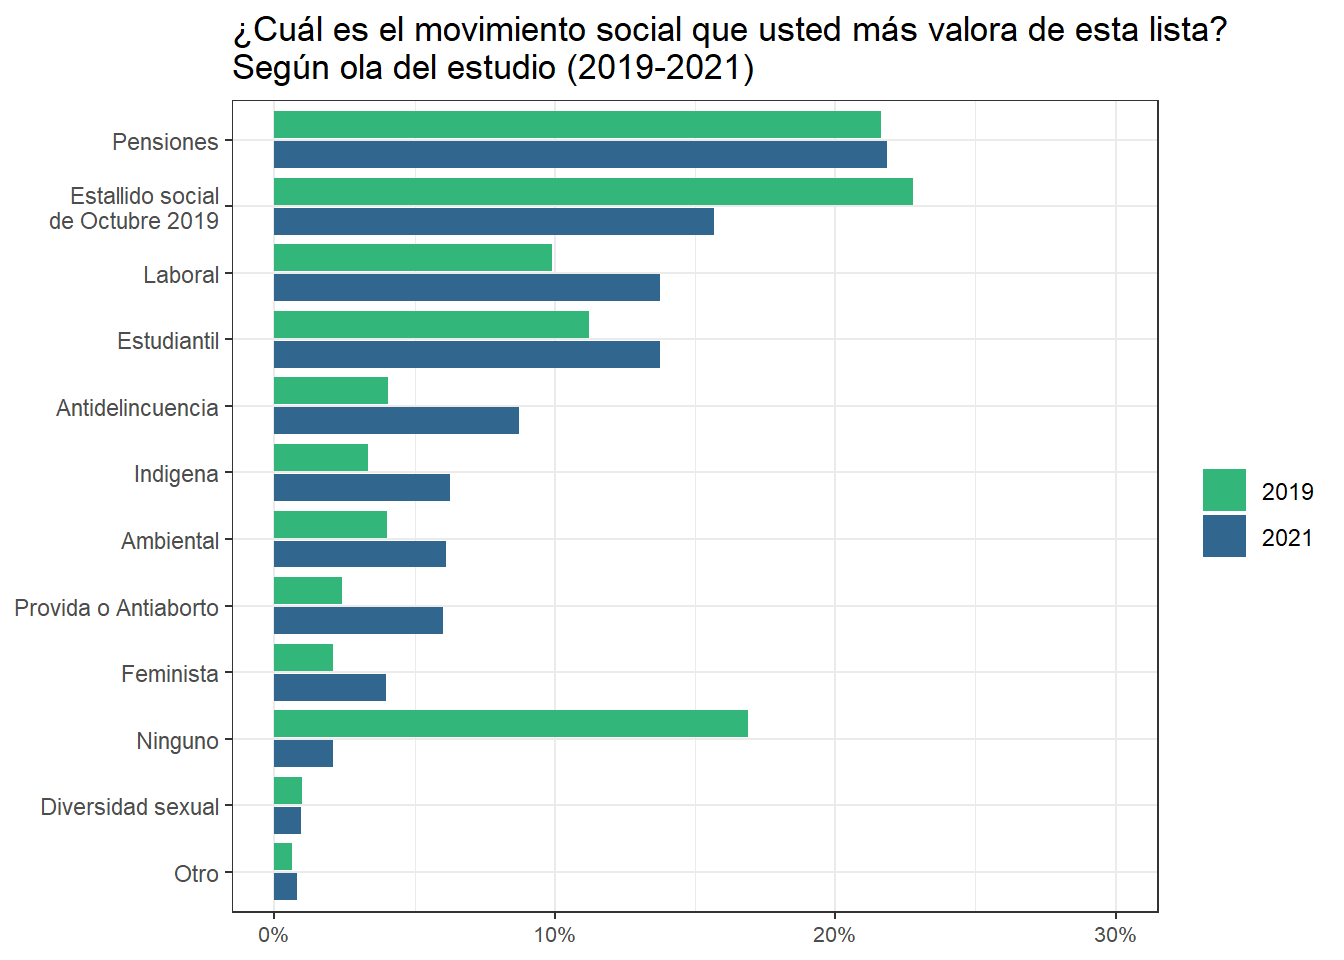 ¿Cuál es el movimiento social que usted más valora de esta lista?
Según ola del estudio (2019-2021)
Pensiones
Estallido social
de Octubre 2019
Laboral
Estudiantil
Antidelincuencia
Indigena
Ambiental
Provida o Antiaborto
Feminista
Ninguno
Diversidad sexual
Otro
0%
10%
20%
30%
2019
2021